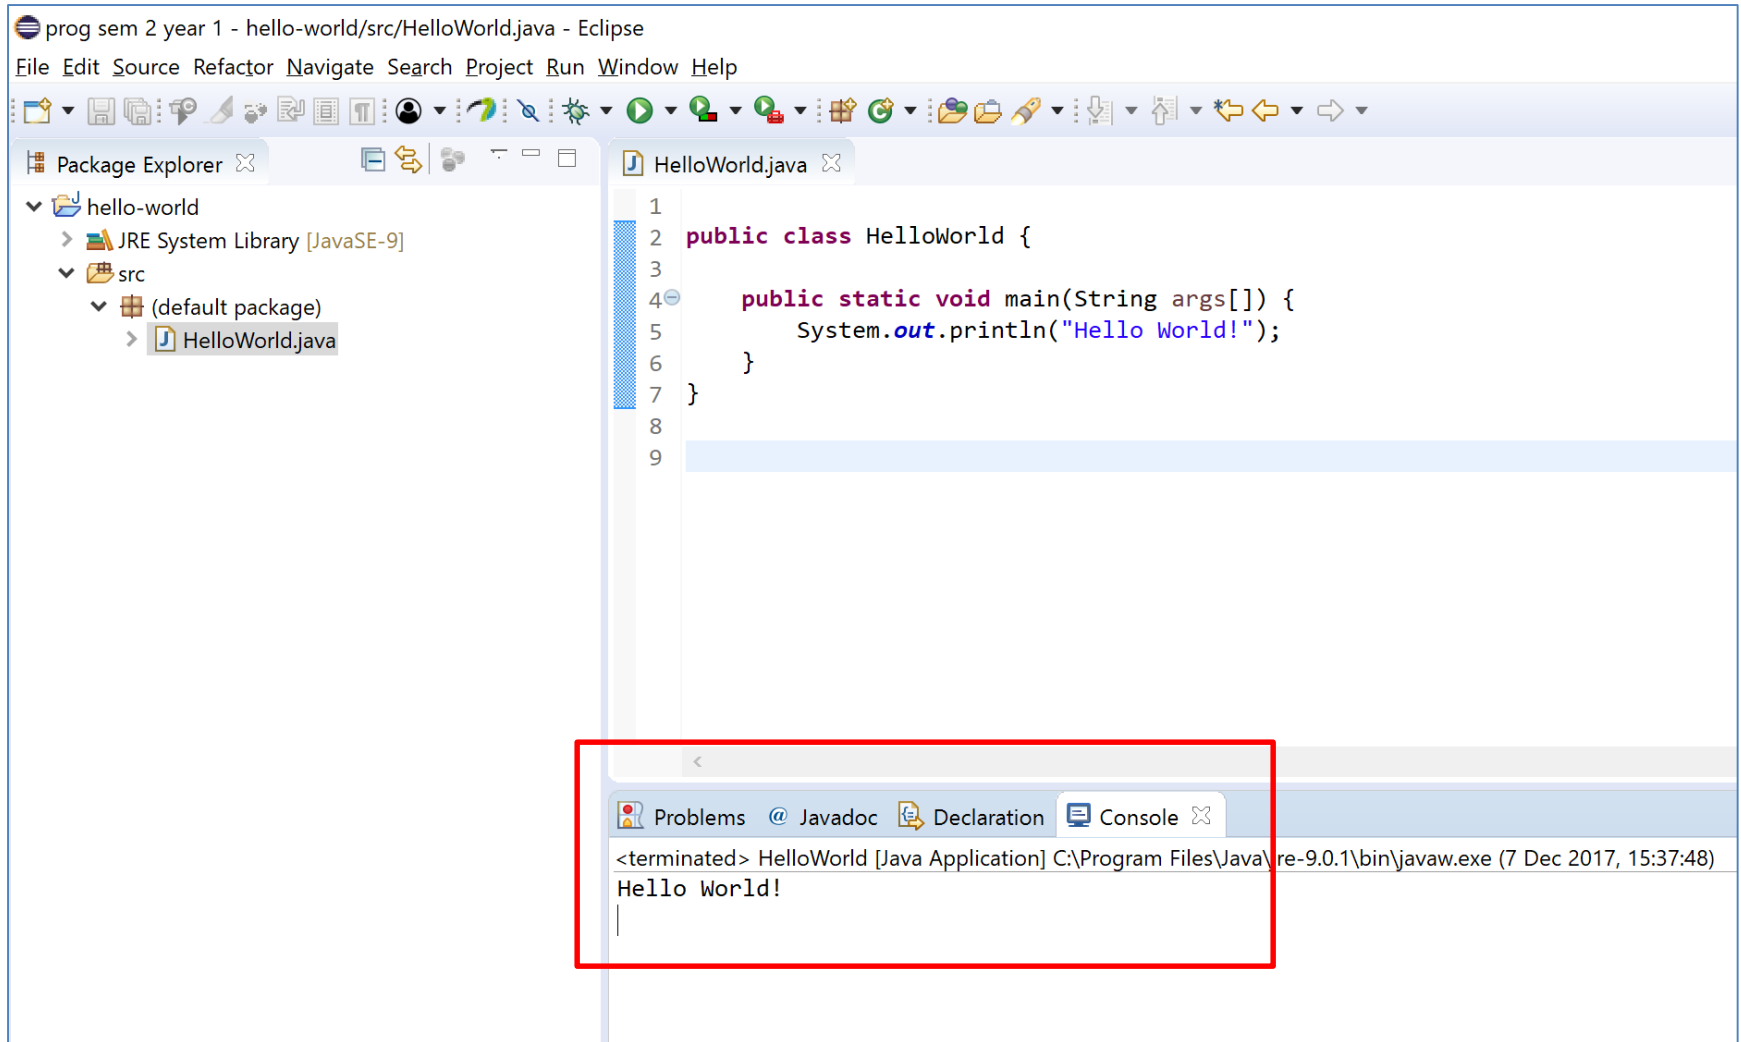 prog sem 2 year 1 - hello-world/src/HelloWorld.java - Eclipse
File Edit Source Refactor Navigate Search Project Run Window Help
Package Explorer
hello-world
JRE System Library [JavaSE-9]
src
(default package)
HelloWorld.java
HelloWorld.java
1
2 public class HelloWorld {
3
4 public static void main(String args[]) {
5 System.out.println("Hello World!");
6 }
7 }
8
9
Problems @ Javadoc Declaration Console
<terminated> HelloWorld [Java Application] C:\Program Files\Java\jre-9.0.1\bin\javaw.exe (7 Dec 2017, 15:37:48)
Hello World!